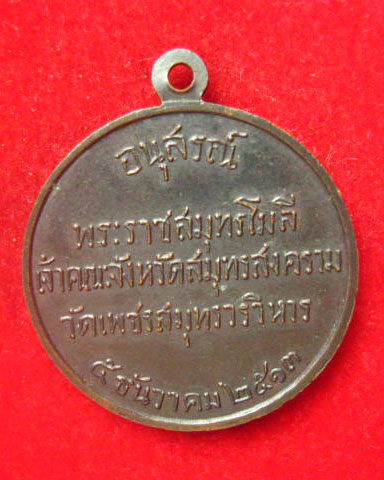 อนุสรณ์
พระราชสมุทรโมลี
เจ้าคณะจังหวัดสมุทรสงคราม
วัดเพชรสมุทรวรวิหาร
๕ ธันวาคม ๒๕๑๓